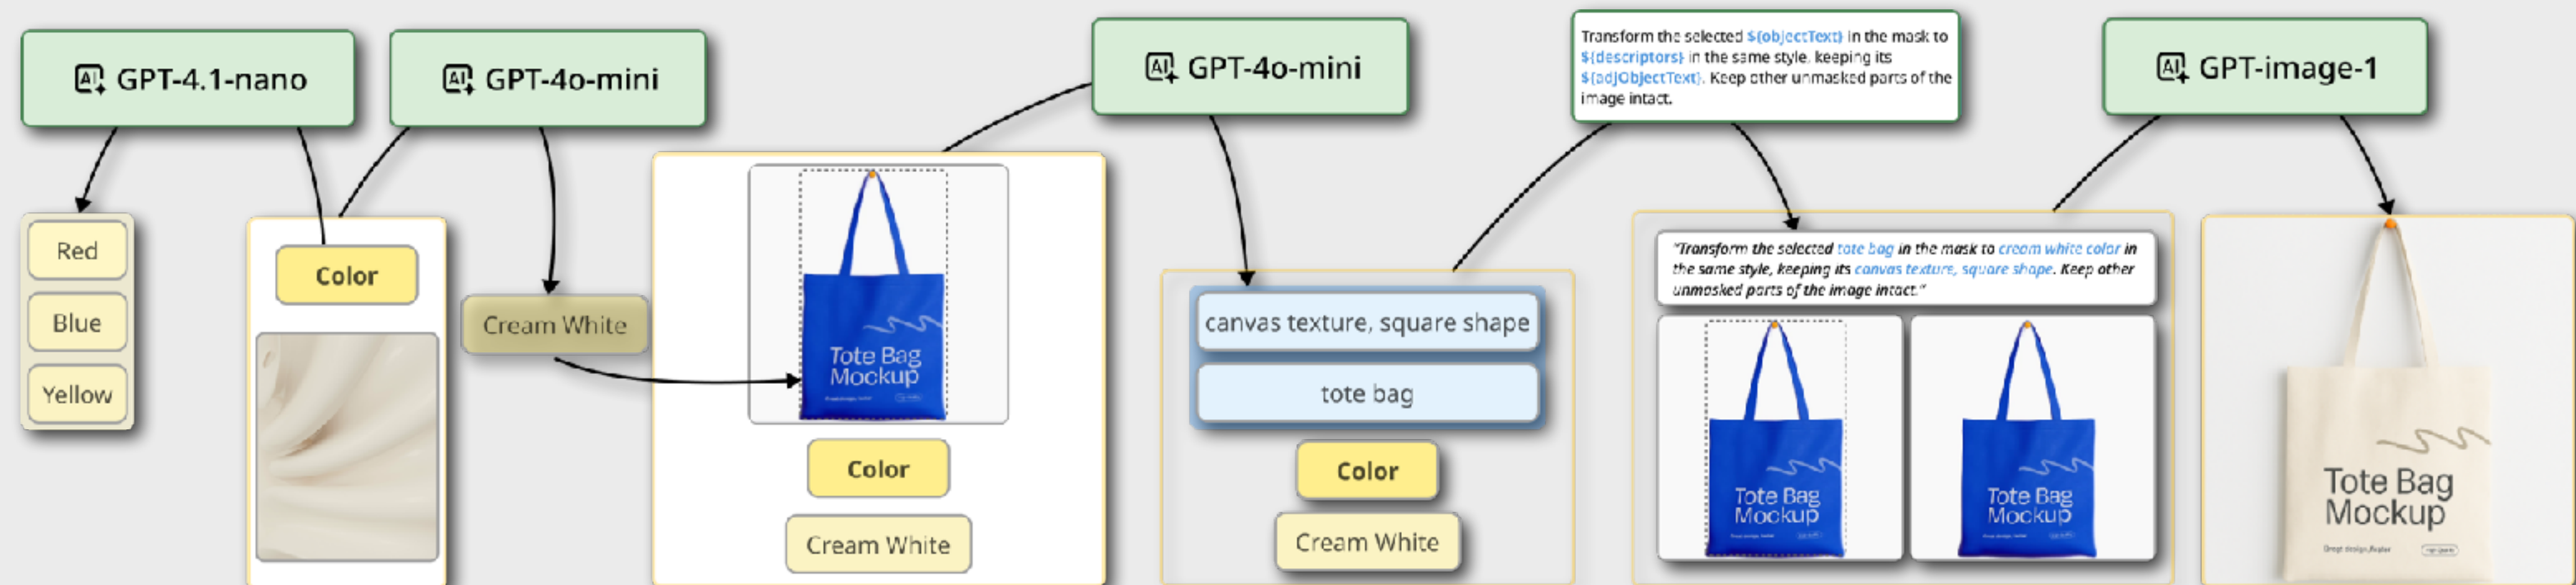 GPT-4.1-nano
GPT-4o-mini
GPT-4o-mini
Transform the selected ${objectText} in the mask to
${descriptors} in the same style, keeping its
${adjObjectText}. Keep other unmasked parts of the
image intact.
GPT-image-1
Red
Blue
Yellow
Color
Cream White
Tote Bag
Mockup
Color
Cream White
canvas texture, square shape
tote bag
Color
Cream White
"Transform the selected tote bag in the mask to cream white color in
the same style, keeping its canvas texture, square shape. Keep other
unmasked parts of the image intact."
Tote Bag
Mockup
Tote Bag
Mockup
Tote Bag
Mockup